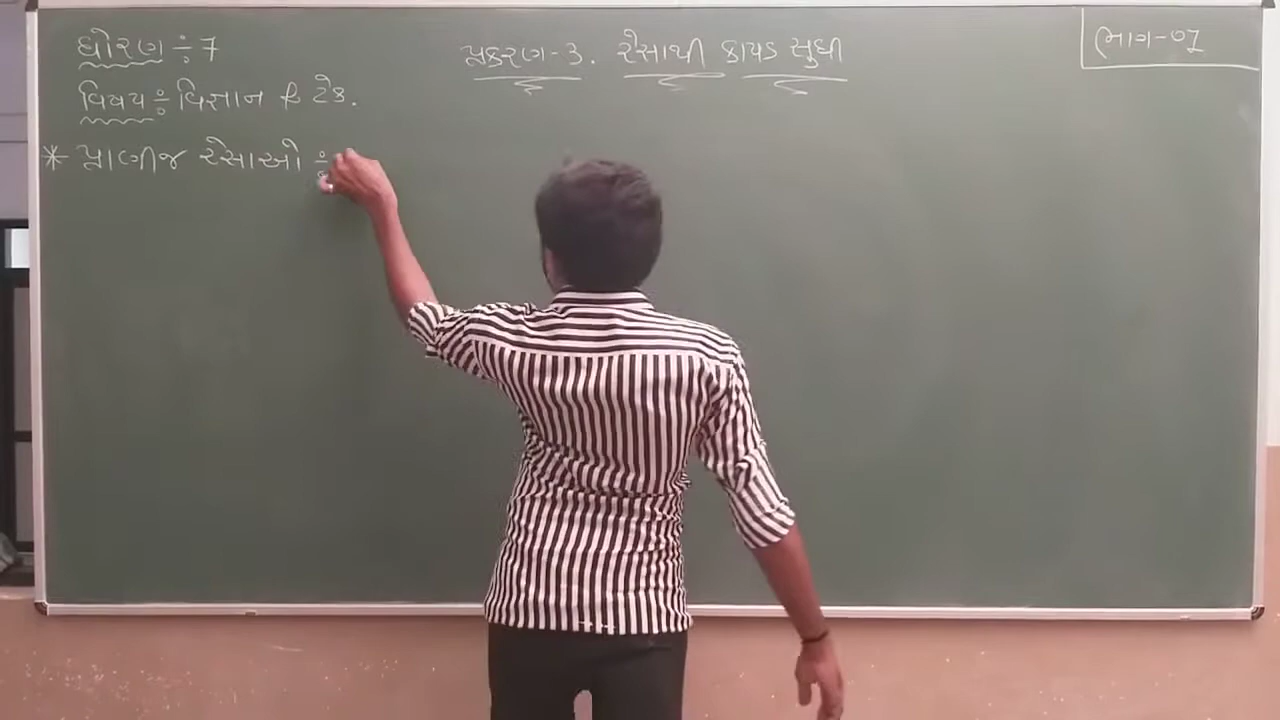 ધોરણ ÷ 7
પ્રકરણ-3. રેસાથી કાપડ સુધી
ભાગ-07
વિષય ÷ વિજ્ઞાન & ટેક.
* પ્રાણીજ રેસાઓ ÷